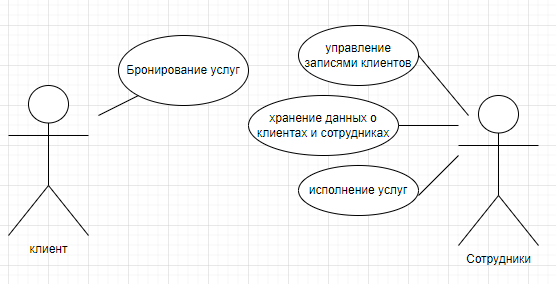 Бронирование услуг
управление
записями клиентов
хранение данных о
клиентах и сотрудниках
исполнение услуг
клиент
Сотрудники